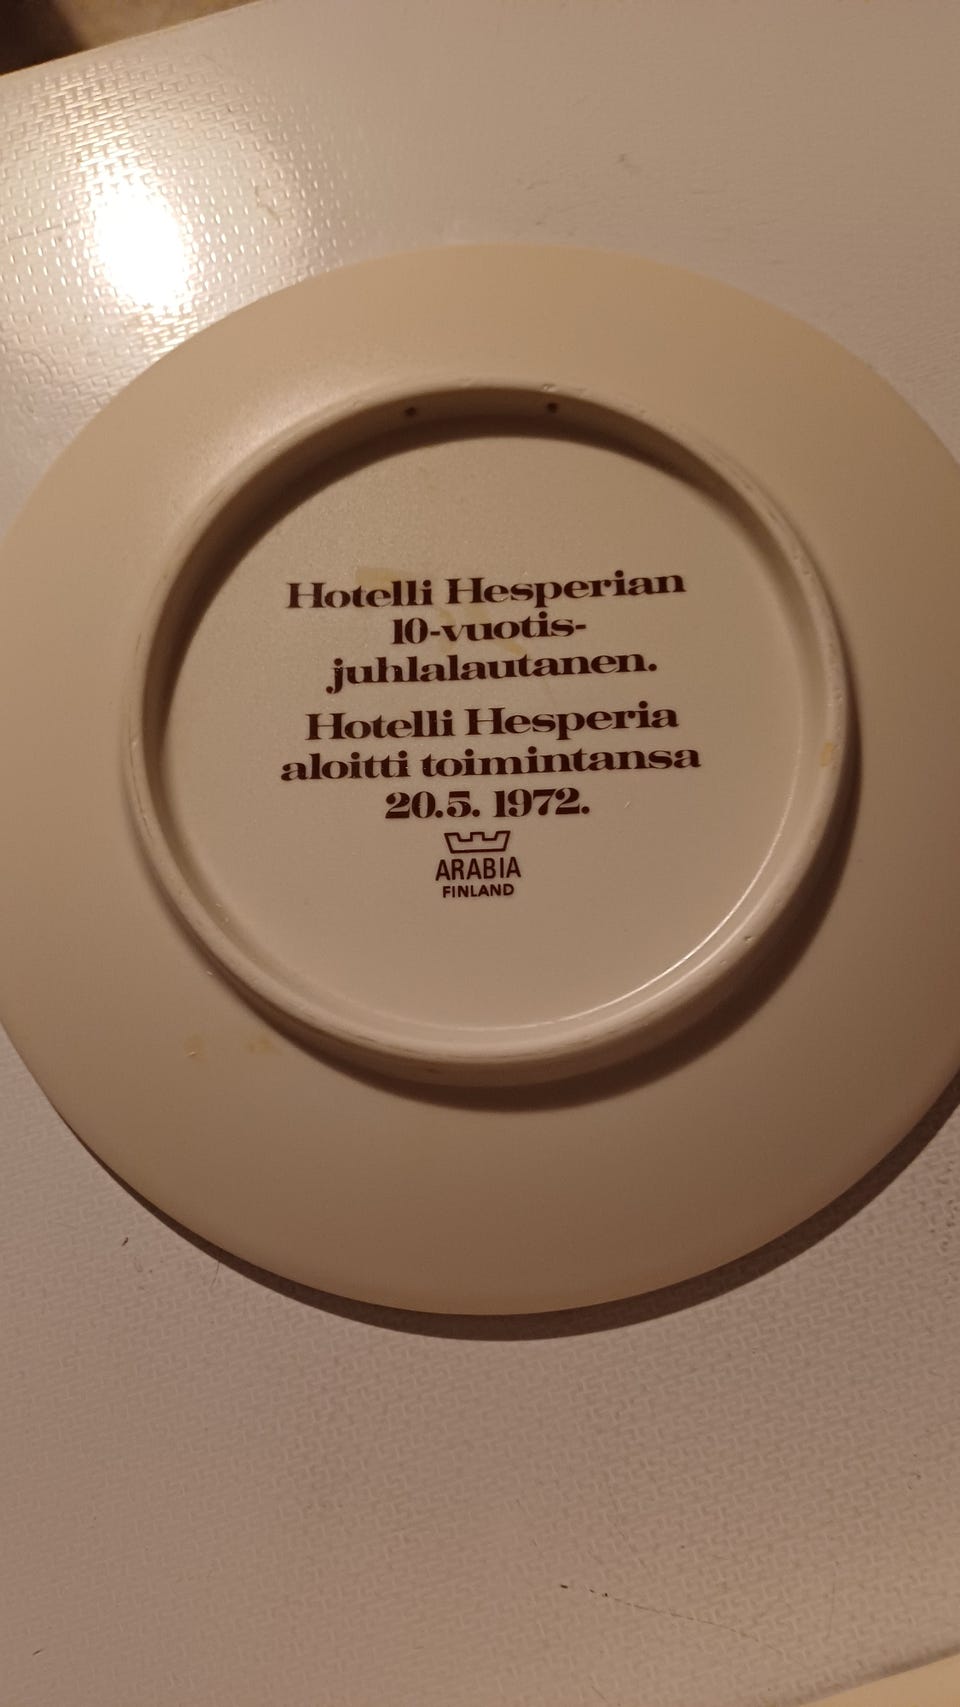 Hotelli Hesperian
10-vuotis-
juhlalautanen.
Hotelli Hesperia
aloitti toimintansa
20.5. 1972.
ARABIA
FINLAND